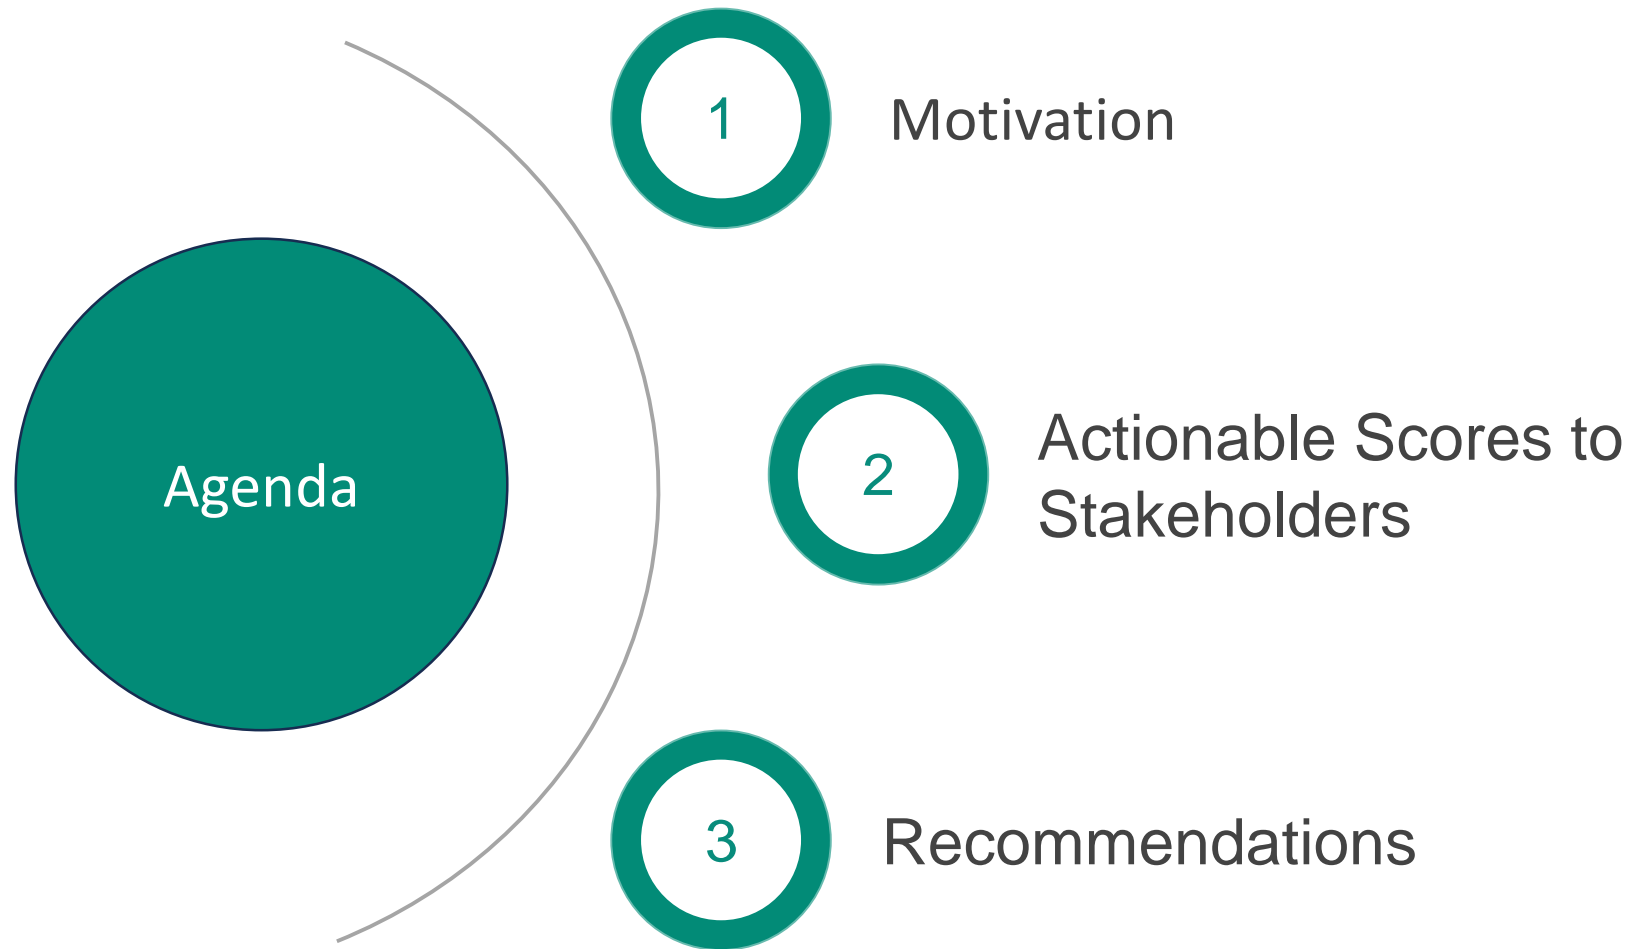 Agenda
1
Motivation
2
Actionable Scores to
Stakeholders
3
Recommendations